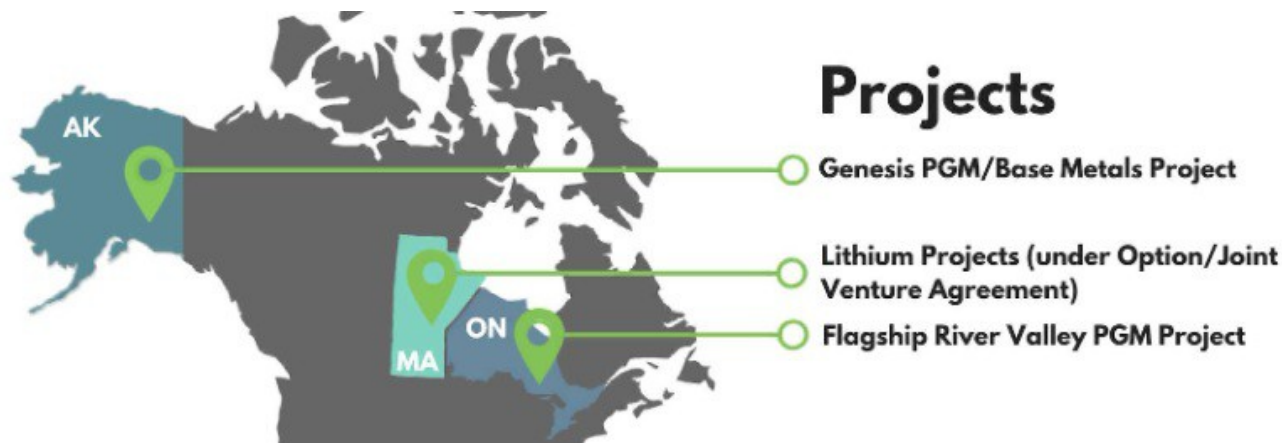 Projects
AK
Genesis PGM/Base Metals Project
Lithium Projects (under Option/Joint
Venture Agreement)
ON
Flagship River Valley PGM Project
MA